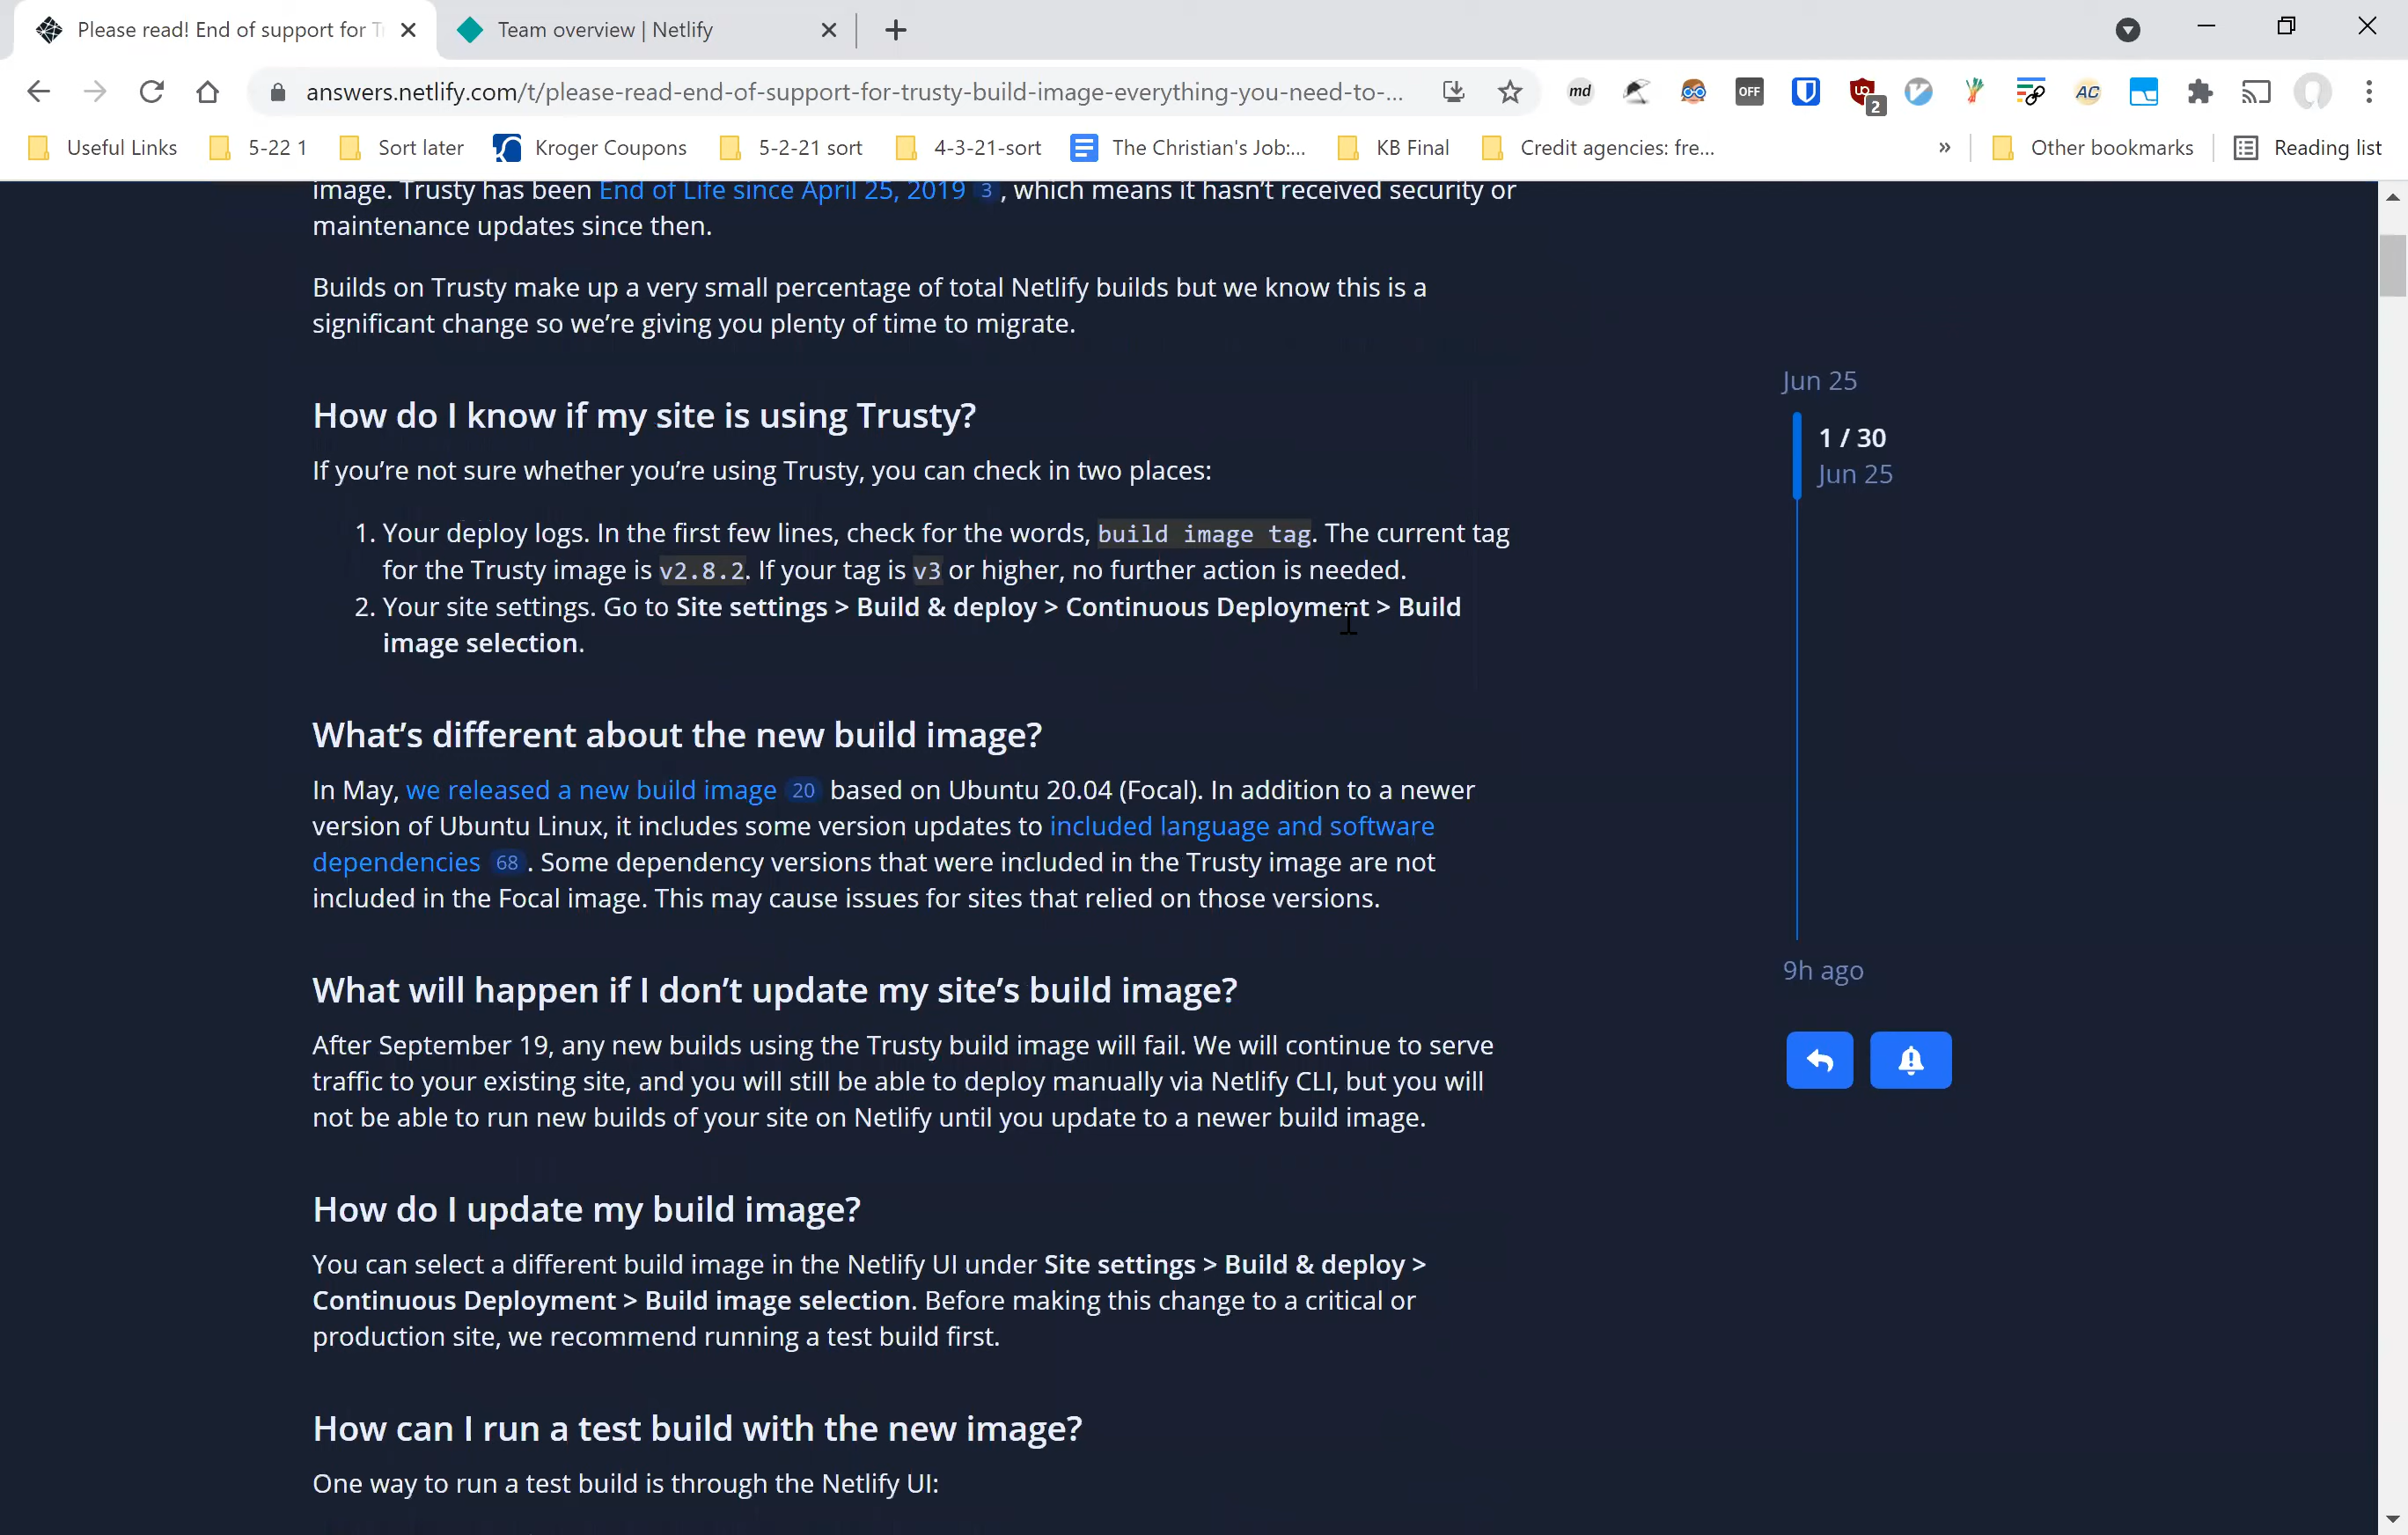 Please read! End of support for Tr
Team overview | Netlify
answers.netlify.com/t/please-read-end-of-support-for-trusty-build-image-everything-you-need-to-...
md
OFF
2
AC
Useful Links
5-22 1
Sort later
Kroger Coupons
5-2-21 sort
4-3-21-sort
The Christian's Job:...
KB Final
Credit agencies: fre...
»
Other bookmarks
Reading list
image. Trusty has been End of Life since April 25, 2019 3 , which means it hasn't received security or
maintenance updates since then.
Builds on Trusty make up a very small percentage of total Netlify builds but we know this is a
significant change so we're giving you plenty of time to migrate.
How do I know if my site is using Trusty?
If you're not sure whether you're using Trusty, you can check in two places:
1. Your deploy logs. In the first few lines, check for the words, build image tag. The current tag
for the Trusty image is v2.8.2. If your tag is v3 or higher, no further action is needed.
2. Your site settings. Go to Site settings > Build & deploy > Continuous Deployment > Build
image selection.
What's different about the new build image?
In May, we released a new build image 20 based on Ubuntu 20.04 (Focal). In addition to a newer
version of Ubuntu Linux, it includes some version updates to included language and software
dependencies 68 . Some dependency versions that were included in the Trusty image are not
included in the Focal image. This may cause issues for sites that relied on those versions.
What will happen if I don't update my site's build image?
After September 19, any new builds using the Trusty build image will fail. We will continue to serve
traffic to your existing site, and you will still be able to deploy manually via Netlify CLI, but you will
not be able to run new builds of your site on Netlify until you update to a newer build image.
How do I update my build image?
You can select a different build image in the Netlify UI under Site settings > Build & deploy >
Continuous Deployment > Build image selection. Before making this change to a critical or
production site, we recommend running a test build first.
How can I run a test build with the new image?
One way to run a test build is through the Netlify UI:
Jun 25
1 / 30
Jun 25
9h ago